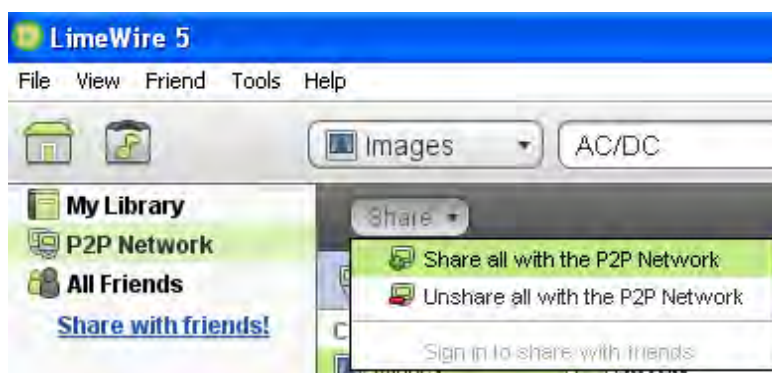 LimeWire 5
File View Friend Tools Help
Images AC/DC
My Library
Share
P2P Network
Share all with the P2P Network
All Friends
Unshare all with the P2P Network
Share with friends!
Sign in to share with friends